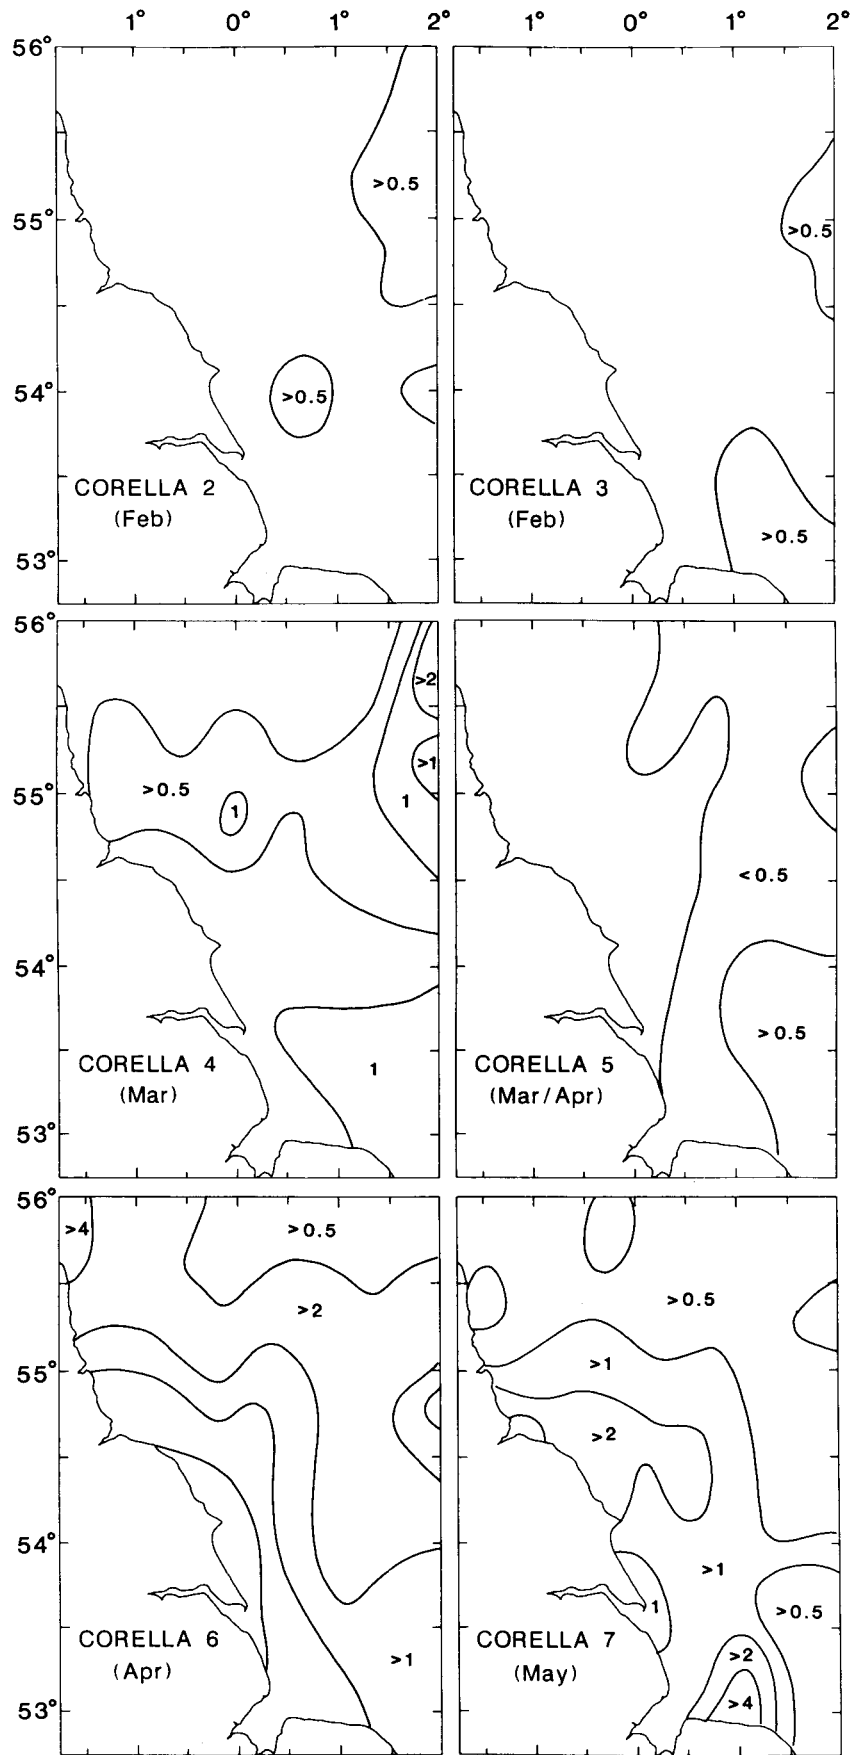 1° 0° 1° 2° 1° 0° 1° 2°
56°
>0.5
55°
>0.5
54°
>0.5
CORELLA 2
(Feb)
53°
>0.5
CORELLA 3
(Feb)
>0.5
56°
>2
>1
>0.5
1
1
55°
54°
CORELLA 4
(Mar)
1
53°
<0.5
CORELLA 5
(Mar/Apr)
>0.5
56°
>4
>0.5
>2
55°
54°
CORELLA 6
(Apr)
>1
53°
>0.5
>1
>2
>1
1
>0.5
CORELLA 7
(May)
>2
>4